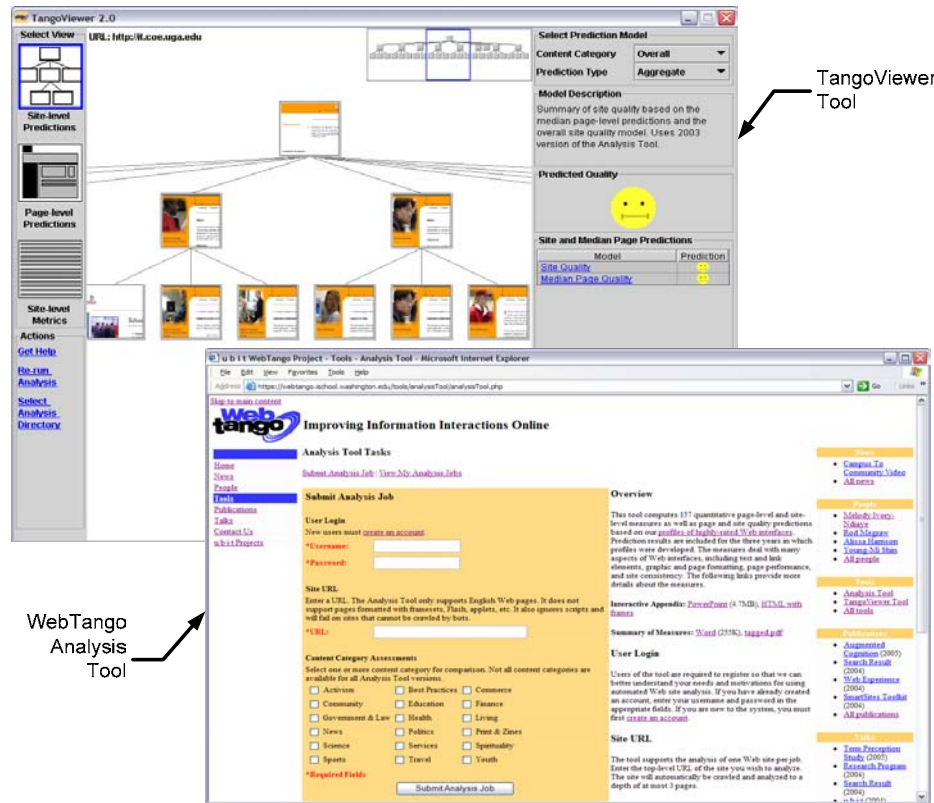 TangoViewer 2.0
Select View
URL: http://it.coe.uga.edu
Site-level
Predictions
Page-level
Predictions
Site-level
Metrics
Actions
Get Help
Re-run
Analysis
Select
Analysis
Directory
Select Prediction Model
Content Category Overall
Prediction Type Aggregate
Model Description
Summary of site quality based on the
median page-level predictions and the
overall site quality model. Uses 2003
version of the Analysis Tool.
Predicted Quality
Site and Median Page Predictions
Model Prediction
Site Quality
Median Page Quality
TangoViewer
Tool
WebTango
Analysis
Tool
u b i t WebTango Project - Tools - Analysis Tool - Microsoft Internet Explorer
File Edit View Favorites Tools Help
Address https://webtango.ischool.washington.edu/tools/analysisTool/analysisTool.php Go Links
Skip to main content
Web
tango
Improving Information Interactions Online
Home
News
People
Tools
Publications
Talks
Contact Us
u b i t Projects
Analysis Tool Tasks
Submit Analysis Job | View My Analysis Jobs
Submit Analysis Job
User Login
New users must create an account.
*Username:
*Password:
Site URL
Enter a URL. The Analysis Tool only supports English Web pages. It does not
support pages formatted with framesets, Flash, applets, etc. It also ignores scripts and
will fail on sites that cannot be crawled by bots.
*URL:
Content Category Assessments
Select one or more content category for comparison. Not all content categories are
available for all Analysis Tool versions.
Activism Best Practices Commerce
Community Education Finance
Government & Law Health Living
News Politics Print & Zines
Science Services Spirituality
Sports Travel Youth
*Required Fields
Submit Analysis Job
Overview
This tool computes 157 quantitative page-level and site-
level measures as well as page and site quality predictions
based on our profiles of highly-rated Web interfaces.
Prediction results are included for the three years in which
profiles were developed. The measures deal with many
aspects of Web interfaces, including text and link
elements, graphic and page formatting, page performance,
and site consistency. The following links provide more
details about the measures.
Interactive Appendix: PowerPoint (4.7MB), HTML with
frames
Summary of Measures: Word (255K), tagged pdf
User Login
Users of the tool are required to register so that we can
better understand your needs and motivations for using
automated Web site analysis. If you have already created
an account, enter your username and password in the
appropriate fields. If you are new to the system, you must
first create an account.
Site URL
The tool supports the analysis of one Web site per job.
Enter the top-level URL of the site you wish to analyze.
The site will automatically be crawled and analyzed to a
depth of at most 3 pages.
News
Campus To
Community Video
All news
People
Melody Ivory-
Ndiaye
Rod Megraw
Alissa Harrison
Young-Mi Shin
All people
Tools
Analysis Tool
TangoViewer Tool
All tools
Publications
Augmented
Cognition (2005)
Search Result
(2004)
Web Experience
(2004)
SmartSites Toolkit
(2004)
All publications
Talks
Term Perception
Study (2005)
Research Program
(2004)
Search Result
(2004)
u b i t (2004)